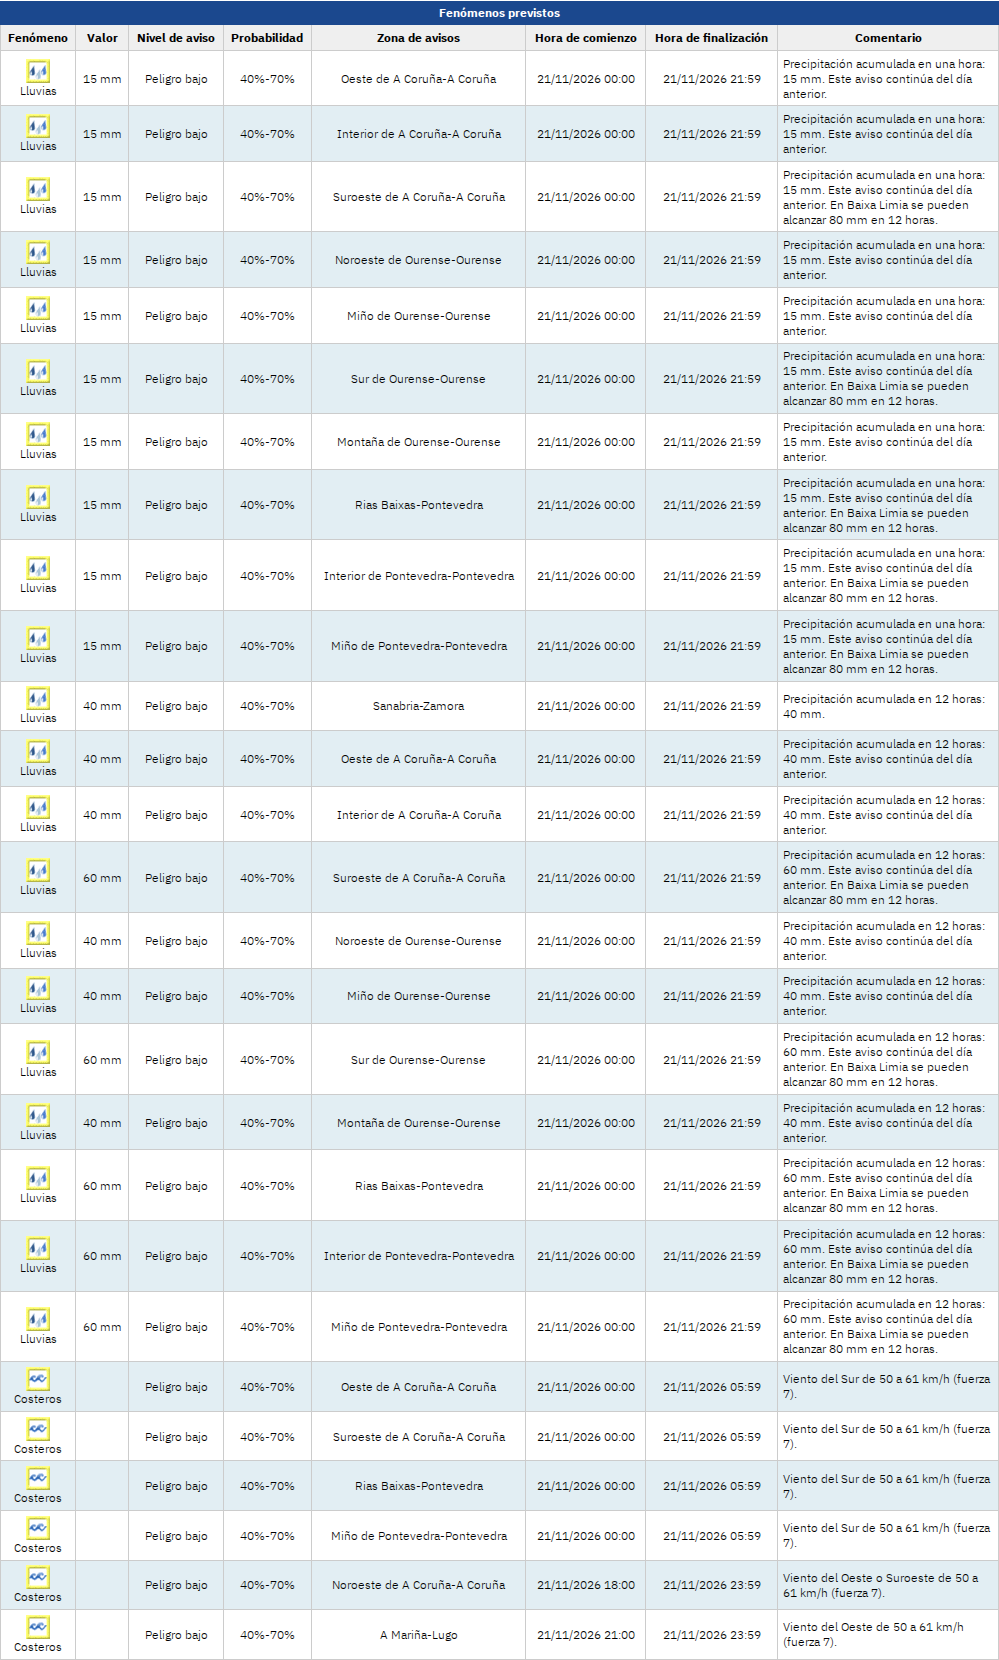 Fenómenos previstos
Fenómeno Valor Nivel de aviso Probabilidad Zona de avisos Hora de comienzo Hora de finalización Comentario
Lluvias 15 mm Peligro bajo 40%-70% Oeste de A Coruña-A Coruña 21/11/2026 00:00 21/11/2026 21:59 Precipitación acumulada en una hora:
15 mm. Este aviso continúa del día
anterior.
Lluvias 15 mm Peligro bajo 40%-70% Interior de A Coruña-A Coruña 21/11/2026 00:00 21/11/2026 21:59 Precipitación acumulada en una hora:
15 mm. Este aviso continúa del día
anterior.
Lluvias 15 mm Peligro bajo 40%-70% Suroeste de A Coruña-A Coruña 21/11/2026 00:00 21/11/2026 21:59 Precipitación acumulada en una hora:
15 mm. Este aviso continúa del día
anterior. En Baixa Limia se pueden
alcanzar 80 mm en 12 horas.
Lluvias 15 mm Peligro bajo 40%-70% Noroeste de Ourense-Ourense 21/11/2026 00:00 21/11/2026 21:59 Precipitación acumulada en una hora:
15 mm. Este aviso continúa del día
anterior.
Lluvias 15 mm Peligro bajo 40%-70% Miño de Ourense-Ourense 21/11/2026 00:00 21/11/2026 21:59 Precipitación acumulada en una hora:
15 mm. Este aviso continúa del día
anterior.
Lluvias 15 mm Peligro bajo 40%-70% Sur de Ourense-Ourense 21/11/2026 00:00 21/11/2026 21:59 Precipitación acumulada en una hora:
15 mm. Este aviso continúa del día
anterior. En Baixa Limia se pueden
alcanzar 80 mm en 12 horas.
Lluvias 15 mm Peligro bajo 40%-70% Montaña de Ourense-Ourense 21/11/2026 00:00 21/11/2026 21:59 Precipitación acumulada en una hora:
15 mm. Este aviso continúa del día
anterior.
Lluvias 15 mm Peligro bajo 40%-70% Rias Baixas-Pontevedra 21/11/2026 00:00 21/11/2026 21:59 Precipitación acumulada en una hora:
15 mm. Este aviso continúa del día
anterior. En Baixa Limia se pueden
alcanzar 80 mm en 12 horas.
Lluvias 15 mm Peligro bajo 40%-70% Interior de Pontevedra-Pontevedra 21/11/2026 00:00 21/11/2026 21:59 Precipitación acumulada en una hora:
15 mm. Este aviso continúa del día
anterior. En Baixa Limia se pueden
alcanzar 80 mm en 12 horas.
Lluvias 15 mm Peligro bajo 40%-70% Miño de Pontevedra-Pontevedra 21/11/2026 00:00 21/11/2026 21:59 Precipitación acumulada en una hora:
15 mm. Este aviso continúa del día
anterior. En Baixa Limia se pueden
alcanzar 80 mm en 12 horas.
Lluvias 40 mm Peligro bajo 40%-70% Sanabria-Zamora 21/11/2026 00:00 21/11/2026 21:59 Precipitación acumulada en 12 horas:
40 mm.
Lluvias 40 mm Peligro bajo 40%-70% Oeste de A Coruña-A Coruña 21/11/2026 00:00 21/11/2026 21:59 Precipitación acumulada en 12 horas:
40 mm. Este aviso continúa del día
anterior.
Lluvias 40 mm Peligro bajo 40%-70% Interior de A Coruña-A Coruña 21/11/2026 00:00 21/11/2026 21:59 Precipitación acumulada en 12 horas:
40 mm. Este aviso continúa del día
anterior.
Lluvias 60 mm Peligro bajo 40%-70% Suroeste de A Coruña-A Coruña 21/11/2026 00:00 21/11/2026 21:59 Precipitación acumulada en 12 horas:
60 mm. Este aviso continúa del día
anterior. En Baixa Limia se pueden
alcanzar 80 mm en 12 horas.
Lluvias 40 mm Peligro bajo 40%-70% Noroeste de Ourense-Ourense 21/11/2026 00:00 21/11/2026 21:59 Precipitación acumulada en 12 horas:
40 mm. Este aviso continúa del día
anterior.
Lluvias 40 mm Peligro bajo 40%-70% Miño de Ourense-Ourense 21/11/2026 00:00 21/11/2026 21:59 Precipitación acumulada en 12 horas:
40 mm. Este aviso continúa del día
anterior.
Lluvias 60 mm Peligro bajo 40%-70% Sur de Ourense-Ourense 21/11/2026 00:00 21/11/2026 21:59 Precipitación acumulada en 12 horas:
60 mm. Este aviso continúa del día
anterior. En Baixa Limia se pueden
alcanzar 80 mm en 12 horas.
Lluvias 40 mm Peligro bajo 40%-70% Montaña de Ourense-Ourense 21/11/2026 00:00 21/11/2026 21:59 Precipitación acumulada en 12 horas:
40 mm. Este aviso continúa del día
anterior.
Lluvias 60 mm Peligro bajo 40%-70% Rias Baixas-Pontevedra 21/11/2026 00:00 21/11/2026 21:59 Precipitación acumulada en 12 horas:
60 mm. Este aviso continúa del día
anterior. En Baixa Limia se pueden
alcanzar 80 mm en 12 horas.
Lluvias 60 mm Peligro bajo 40%-70% Interior de Pontevedra-Pontevedra 21/11/2026 00:00 21/11/2026 21:59 Precipitación acumulada en 12 horas:
60 mm. Este aviso continúa del día
anterior. En Baixa Limia se pueden
alcanzar 80 mm en 12 horas.
Lluvias 60 mm Peligro bajo 40%-70% Miño de Pontevedra-Pontevedra 21/11/2026 00:00 21/11/2026 21:59 Precipitación acumulada en 12 horas:
60 mm. Este aviso continúa del día
anterior. En Baixa Limia se pueden
alcanzar 80 mm en 12 horas.
Costeros Peligro bajo 40%-70% Oeste de A Coruña-A Coruña 21/11/2026 00:00 21/11/2026 05:59 Viento del Sur de 50 a 61 km/h (fuerza
7).
Costeros Peligro bajo 40%-70% Suroeste de A Coruña-A Coruña 21/11/2026 00:00 21/11/2026 05:59 Viento del Sur de 50 a 61 km/h (fuerza
7).
Costeros Peligro bajo 40%-70% Rias Baixas-Pontevedra 21/11/2026 00:00 21/11/2026 05:59 Viento del Sur de 50 a 61 km/h (fuerza
7).
Costeros Peligro bajo 40%-70% Miño de Pontevedra-Pontevedra 21/11/2026 00:00 21/11/2026 05:59 Viento del Sur de 50 a 61 km/h (fuerza
7).
Costeros Peligro bajo 40%-70% Noroeste de A Coruña-A Coruña 21/11/2026 18:00 21/11/2026 23:59 Viento del Oeste o Suroeste de 50 a
61 km/h (fuerza 7).
Costeros Peligro bajo 40%-70% A Mariña-Lugo 21/11/2026 21:00 21/11/2026 23:59 Viento del Oeste de 50 a 61 km/h
(fuerza 7).